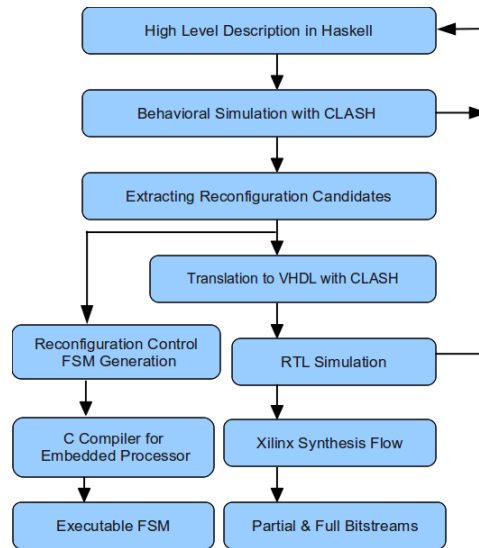 High Level Description in Haskell
Behavioral Simulation with CLASH
Extracting Reconfiguration Candidates
Translation to VHDL with CLASH
Reconfiguration Control
FSM Generation
RTL Simulation
C Compiler for
Embedded Processor
Xilinx Synthesis Flow
Executable FSM
Partial & Full Bitstreams